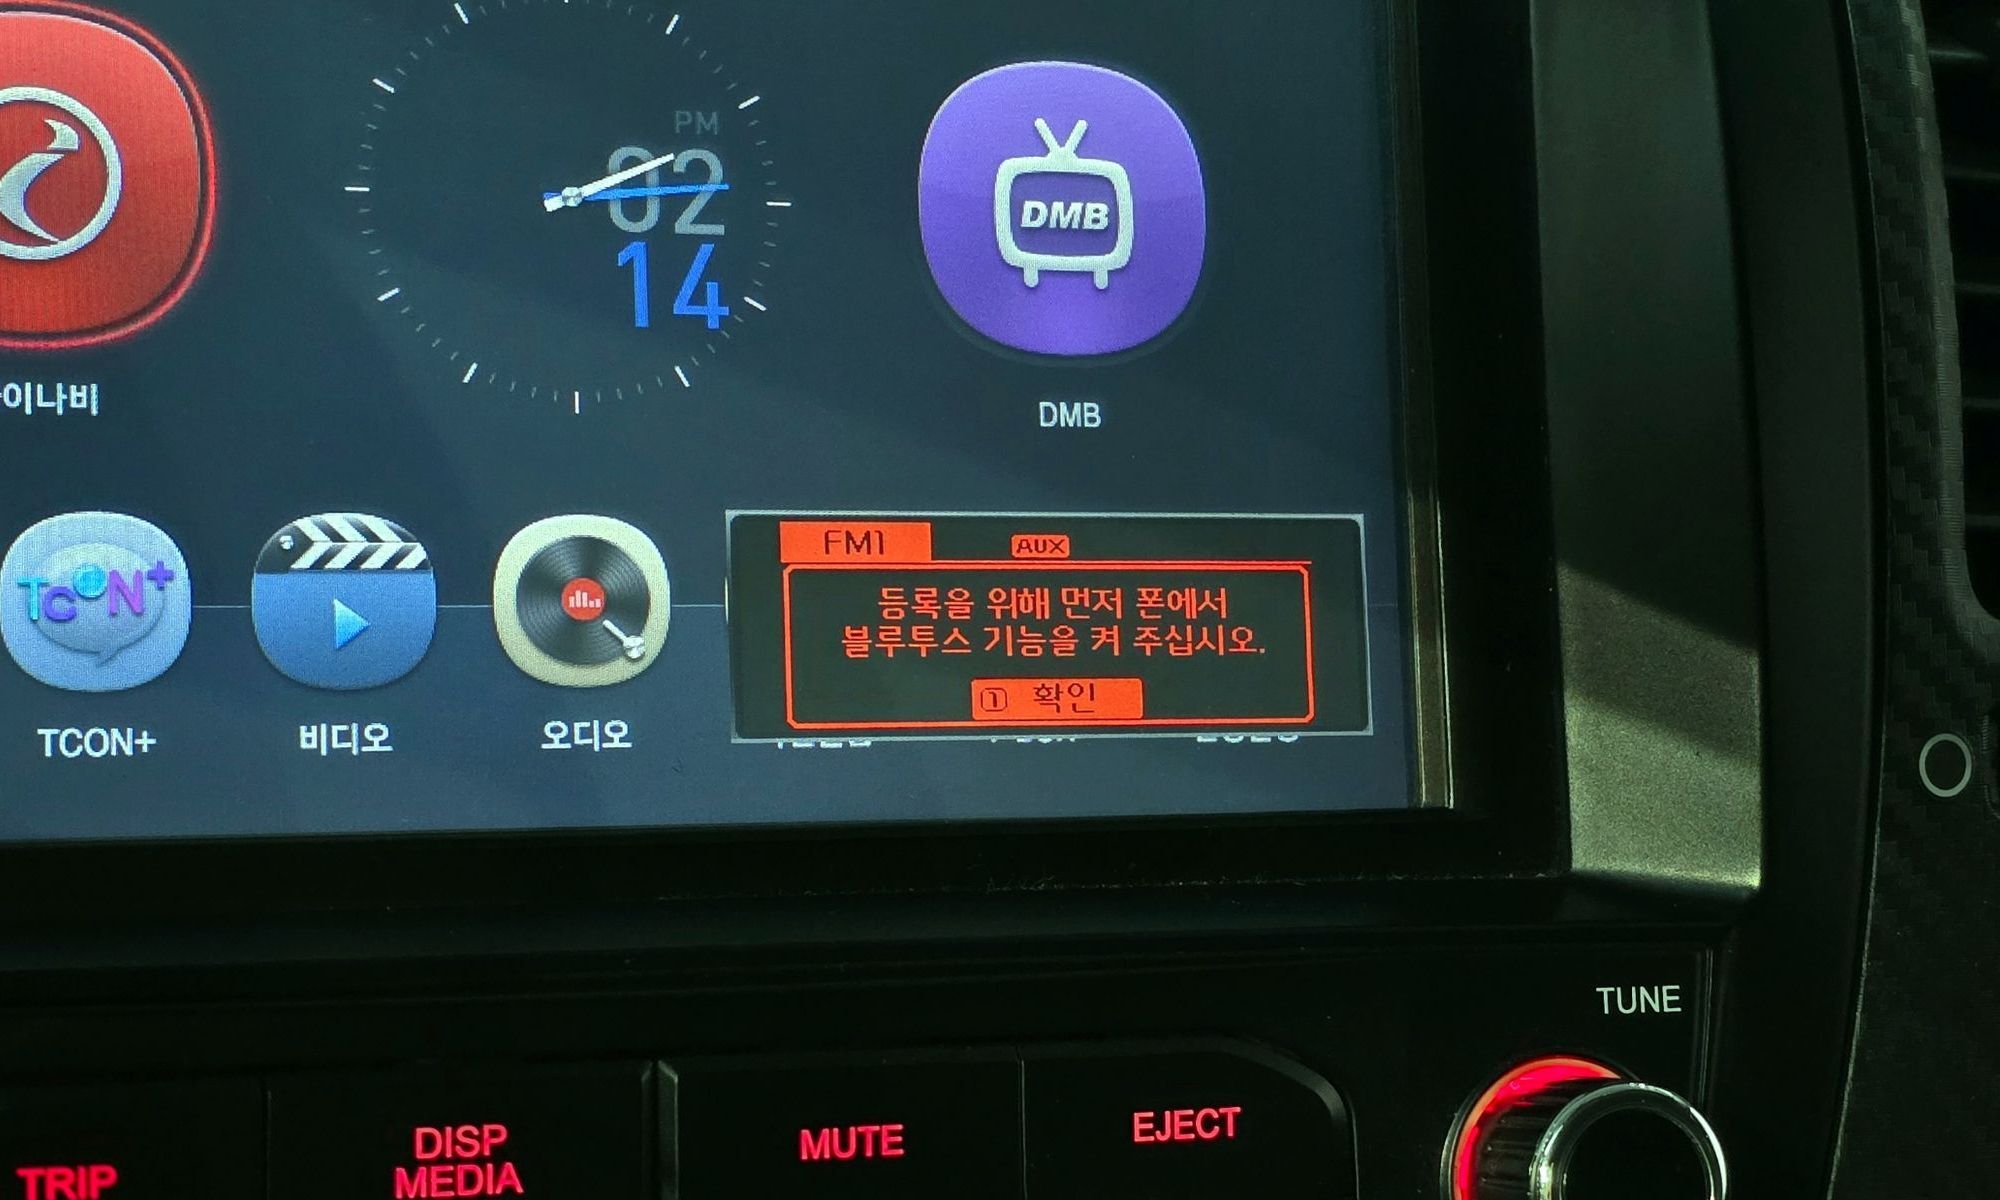 PM
02
14
DMB
이나비
DMB
TCON+
TCON+
비디오
오디오
FM1
AUX
등록을 위해 먼저 폰에서
블루투스 기능을 켜 주십시오.
1 확인
TUNE
TRIP
DISP
MEDIA
MUTE
EJECT